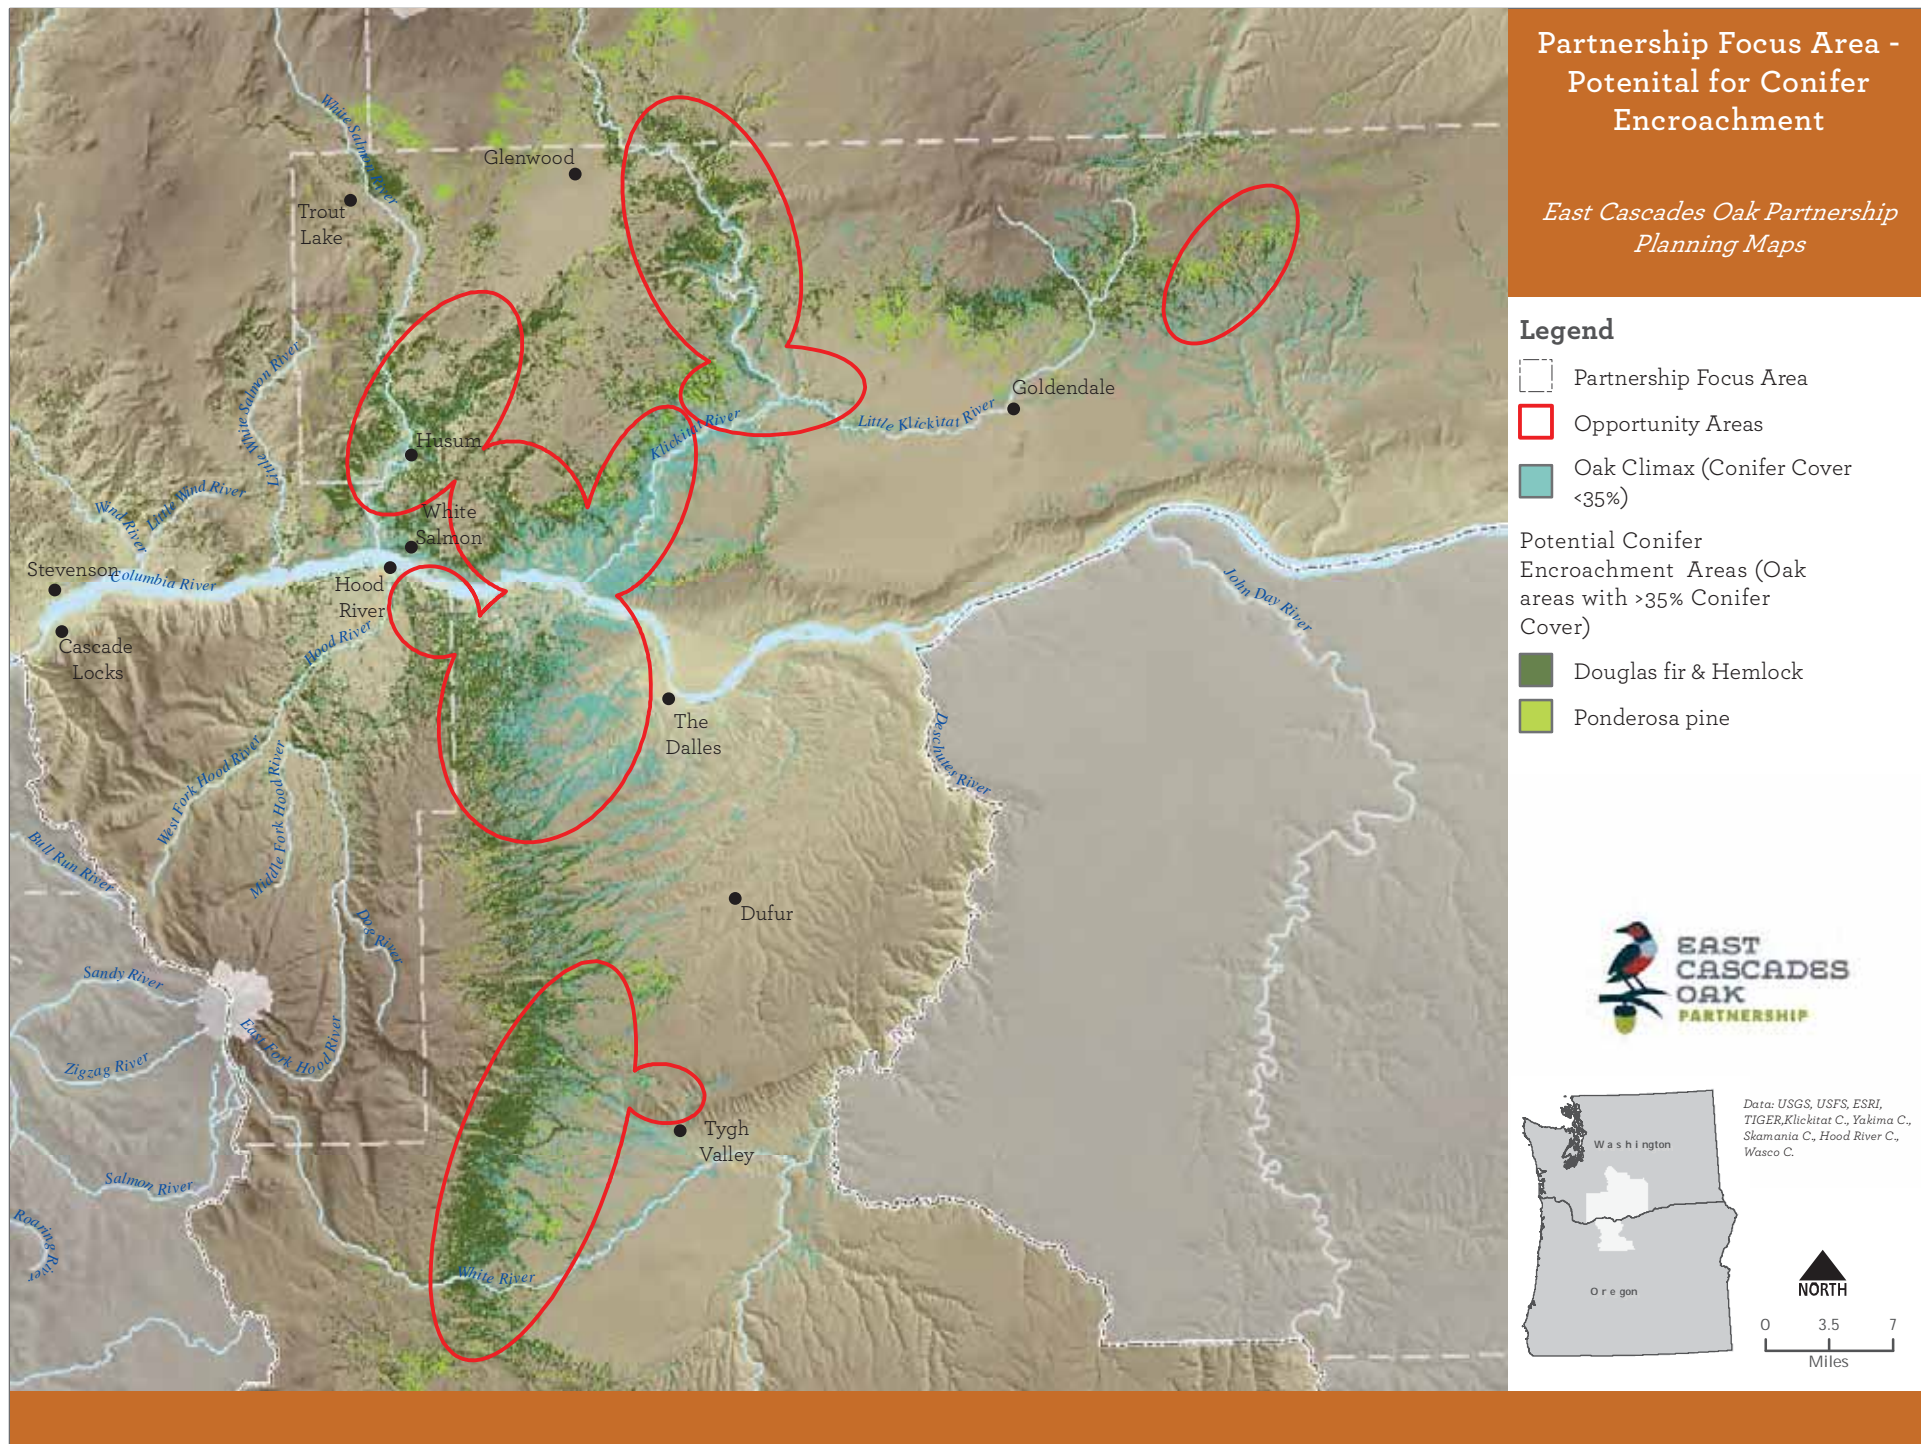 Partnership Focus Area -
Potenital for Conifer
Encroachment
East Cascades Oak Partnership
Planning Maps
Legend
Partnership Focus Area
Opportunity Areas
Oak Climax (Conifer Cover
<35%)
Potential Conifer
Encroachment Areas (Oak
areas with >35% Conifer
Cover)
Douglas fir & Hemlock
Ponderosa pine
EAST
CASCADES
OAK
PARTNERSHIP
Data: USGS, USFS, ESRI,
TIGER,Klickitat C., Yakima C.,
Skamania C., Hood River C.,
Wasco C.
Washington
Oregon
NORTH
0 3.5 7
Miles
White Salmon River
Glenwood
Trout
Lake
Little White Salmon River
Husum
Klickitat River
Little Klickitat River
Goldendale
Wind River
Little Wind River
White
Salmon
Stevenson
Columbia River
Hood
River
Hood River
Cascade
Locks
John Day River
The
Dalles
Deschutes River
West Fork Hood River
Middle Fork Hood River
Bull Run River
Dog River
Dufur
Sandy River
East Fork Hood River
Zigzag River
Tygh
Valley
Salmon River
Roaring River
White River